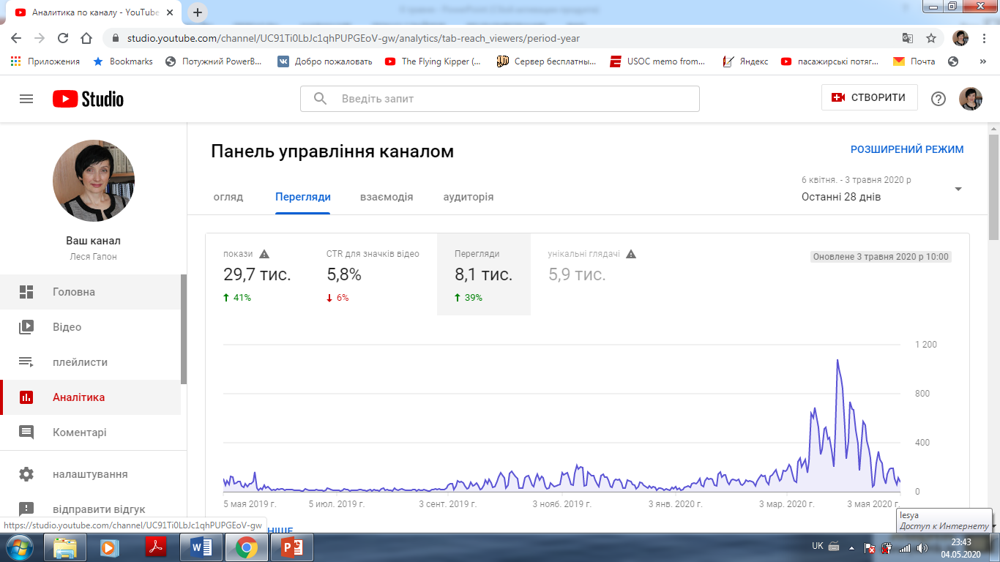 Аналитика по каналу - YouTube
studio.youtube.com/channel/UC91Ti0LbJc1qhPUPGEoV-gw/analytics/tab-reach_viewers/period-year
Приложения
Bookmarks
Потужний PowerBP...
Добро пожаловать
The Flying Kipper (...
Сервер бесплатны...
USOC memo from...
Яндекс
пасажирські потяг...
Почта
»
Studio
Введіть запит
СТВОРИТИ
Панель управління каналом
РОЗШИРЕНИЙ РЕЖИМ
огляд
Перегляди
взаємодія
аудиторія
6 квітня. - 3 травня 2020 р
Останні 28 днів
Ваш канал
Леся Гапон
Головна
Відео
плейлисти
Аналітика
Коментарі
налаштування
відправити відгук
покази
29,7 тис.
41%
CTR для значків відео
5,8%
6%
Перегляди
8,1 тис.
39%
унікальні глядачі
5,9 тис.
Оновлене 3 травня 2020 р 10:00
1 200
800
400
0
5 мая 2019 г.
5 июл. 2019 г.
3 сент. 2019 г.
3 нояб. 2019 г.
3 янв. 2020 г.
3 мар. 2020 г.
3 мая 2020 г.
https://studio.youtube.com/channel/UC91Ti0LbJc1qhPUPGEoV-gw
lesya
Доступ к Интернету
UK
23:43
04.05.2020